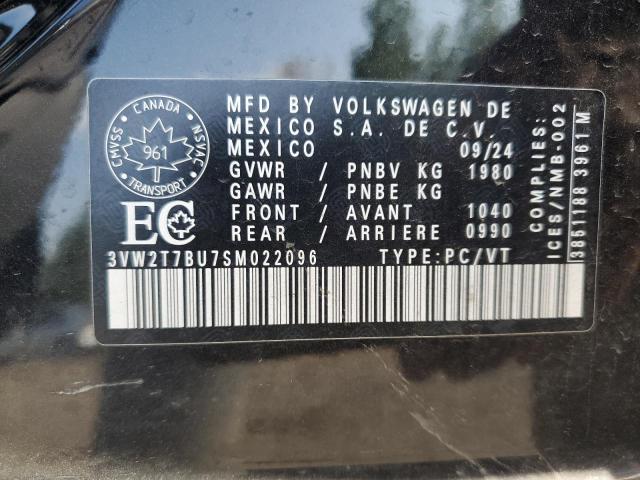 CANADA
CMVSS NSVAC
961
TRANSPORT
EC
MFD BY VOLKSWAGEN DE
MEXICO S.A. DE C.V.
MEXICO 09/24
GVWR / PNBV KG 1980
GAWR / PNBE KG
FRONT / AVANT 1040
REAR / ARRIERE 0990
3VW2T7BU7SM022096 TYPE:PC/VT
COMPLIES:
ICES/NMB-002
3851188 3961 M